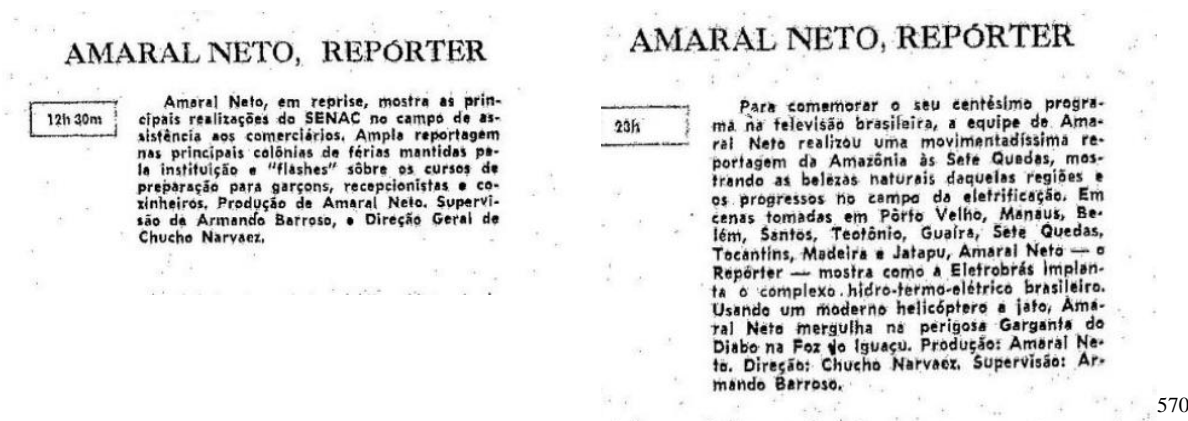 AMARAL NETO, REPÓRTER
12h 30m
Amaral Neto, em reprise, mostra as prin-
cipais realizações do SENAC no campo de as-
sistência aos comerciários. Ampla reportagem
nas principais colônias de férias mantidas pe-
la instituição e "flashes" sôbre os cursos de
preparação para garçons, recepcionistas e co-
zinheiros. Produção de Amaral Neto. Supervi-
são de Armando Barroso, e Direção Geral de
Chucho Narvaez.
AMARAL NETO, REPÓRTER
23h
Para comemorar o seu centésimo progra-
ma na televisão brasileira, a equipe de Ama-
ral Neto realizou uma movimentadíssima re-
portagem da Amazônia às Sete Quedas, mos-
trando as belezas naturais daquelas regiões e
os progressos no campo da eletrificação. Em
cenas tomadas em Pôrto Velho, Manaus, Be-
lém, Santos, Teotônio, Guaíra, Sete Quedas,
Tocantins, Madeira e Jatapu, Amaral Neto — o
Repórter — mostra como a Eletrobrás implan-
ta o complexo hidro-termo-elétrico brasileiro.
Usando um moderno helicóptero a jato, Ama-
ral Neto mergulha na perigosa Garganta do
Diabo na Foz do Iguaçu. Produção: Amaral Ne-
to. Direção: Chucho Narvaez. Supervisão: Ar-
mando Barroso.
570